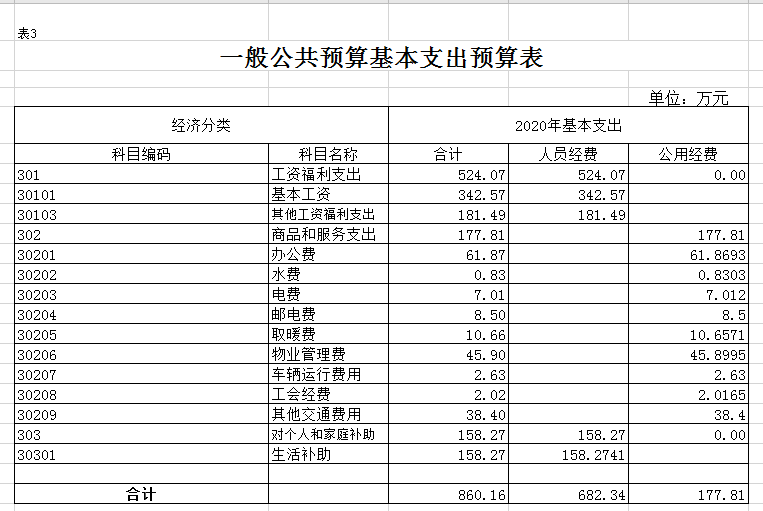 表3
一般公共预算基本支出预算表
单位：万元
经济分类 2020年基本支出
科目编码 科目名称 合计 人员经费 公用经费
301 工资福利支出 524.07 524.07 0.00
30101 基本工资 342.57 342.57
30103 其他工资福利支出 181.49 181.49
302 商品和服务支出 177.81 177.81
30201 办公费 61.87 61.8693
30202 水费 0.83 0.8303
30203 电费 7.01 7.012
30204 邮电费 8.50 8.5
30205 取暖费 10.66 10.6571
30206 物业管理费 45.90 45.8995
30207 车辆运行费用 2.63 2.63
30208 工会经费 2.02 2.0165
30209 其他交通费用 38.40 38.4
303 对个人和家庭补助 158.27 158.27 0.00
30301 生活补助 158.27 158.2741
合计 860.16 682.34 177.81